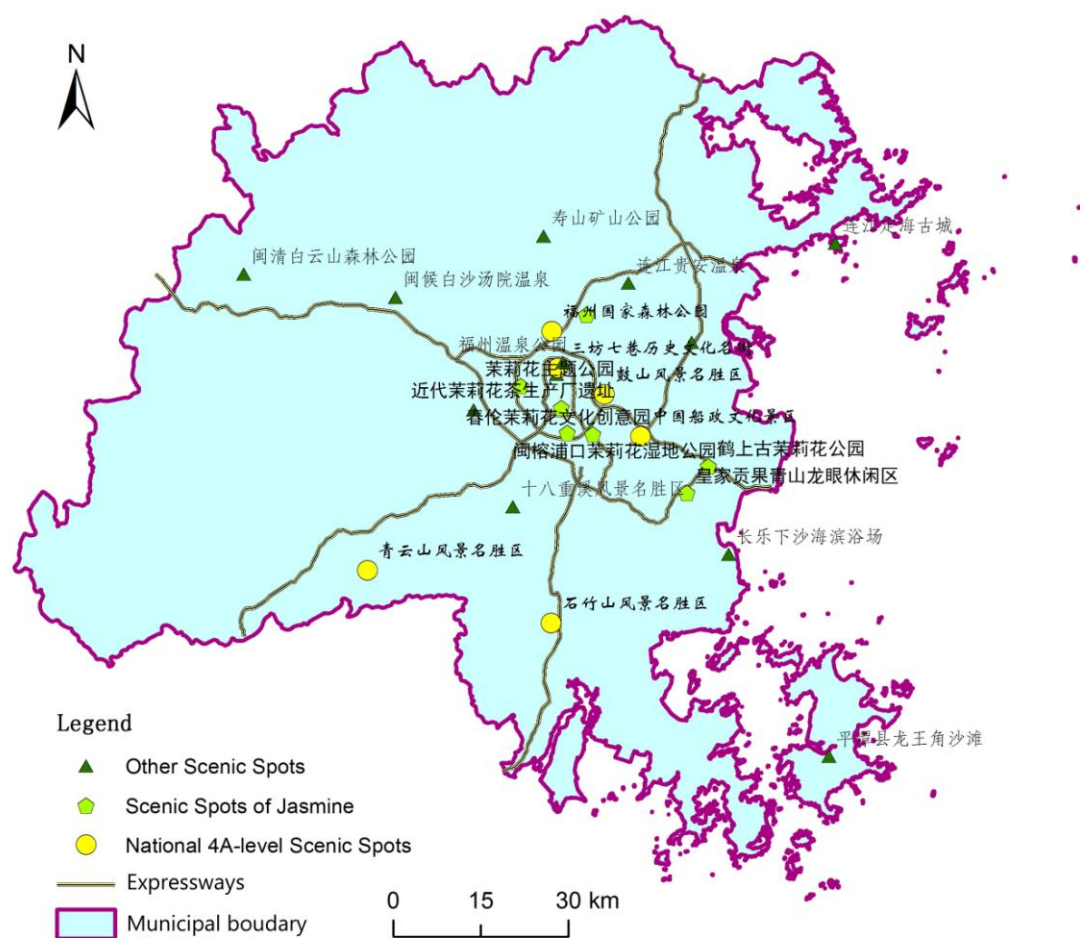 N
寿山矿山公园
连江定海古城
闽清白云山森林公园
闽侯白沙汤院温泉
连江贵安温泉
福州国家森林公园
福州温泉公园
三坊七巷历史文化名街
茉莉花主题公园
鼓山风景名胜区
近代茉莉花茶生产厂遗址
春伦茉莉花文化创意园
中国船政文化景区
闽榕浦口茉莉花湿地公园
鹤上古茉莉花公园
皇家贡果青山龙眼休闲区
十八重溪风景名胜区
长乐下沙海滨浴场
青云山风景名胜区
石竹山风景名胜区
平潭县龙王角沙滩
Legend
Other Scenic Spots
Scenic Spots of Jasmine
National 4A-level Scenic Spots
Expressways
Municipal boudary
0 15 30 km